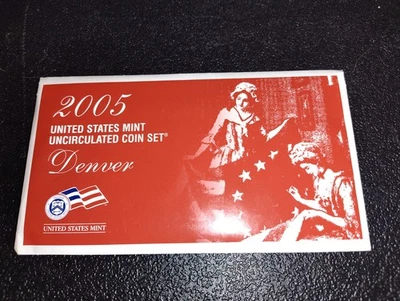 2005
UNITED STATES MINT
UNCIRCULATED COIN SET®
Denver
UNITED STATES MINT